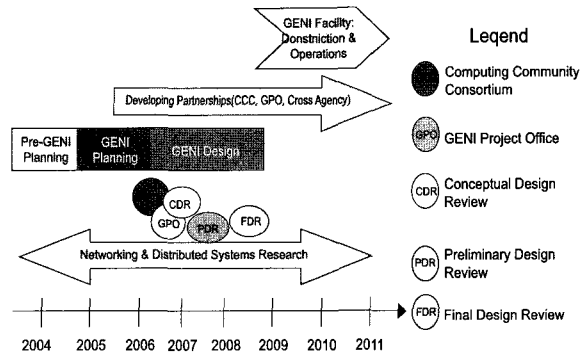 GENI Facility:
Donstniction &
Operations
Leqend
Developing Partnerships(CCC, GPO, Cross Agency)
Computing Community
Consortium
Pre-GENI
Planning
GENI
Planning
GENI Design
GPO
GENI Project Office
CDR
GPO
PDR
FDR
CDR
Conceptual Design
Review
Networking & Distributed Systems Research
PDR
Preliminary Design
Review
FDR
Final Design Review
2004 2005 2006 2007 2008 2009 2010 2011